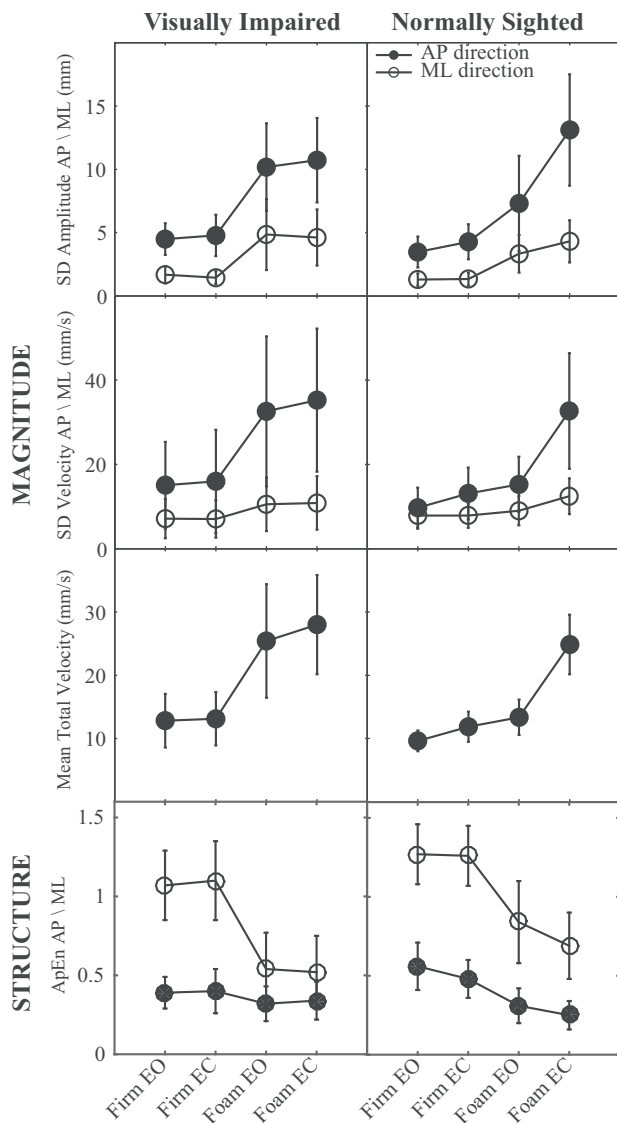 Visually Impaired
Normally Sighted
AP direction
ML direction
MAGNITUDE
SD Amplitude AP \ ML (mm)
15
10
5
0
SD Velocity AP \ ML (mm/s)
40
20
0
Mean Total Velocity (mm/s)
30
20
10
STRUCTURE
ApEn AP \ ML
1.5
1
0.5
0
Firm EO
Firm EC
Foam EO
Foam EC
Firm EO
Firm EC
Foam EO
Foam EC